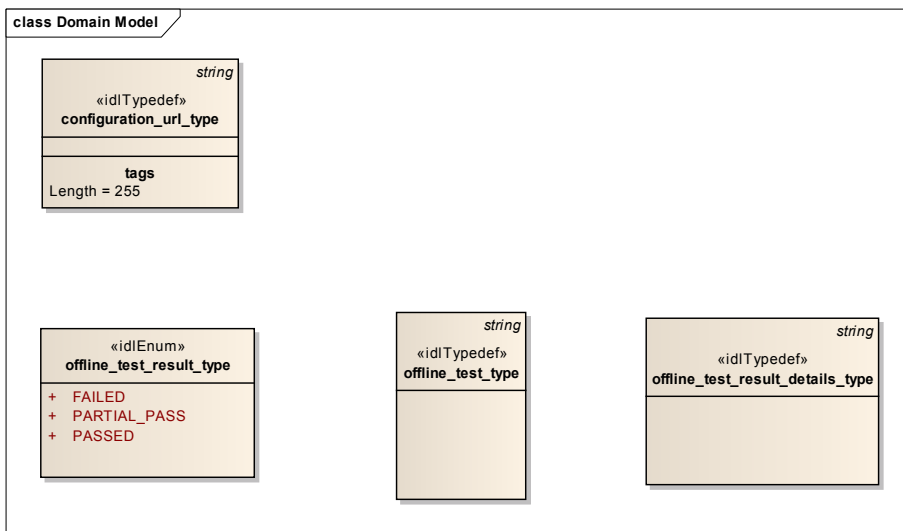 class Domain Model
string
«idlTypedef»
configuration_url_type
tags
Length = 255
«idlEnum»
offline_test_result_type
+ FAILED
+ PARTIAL_PASS
+ PASSED
string
«idlTypedef»
offline_test_type
string
«idlTypedef»
offline_test_result_details_type